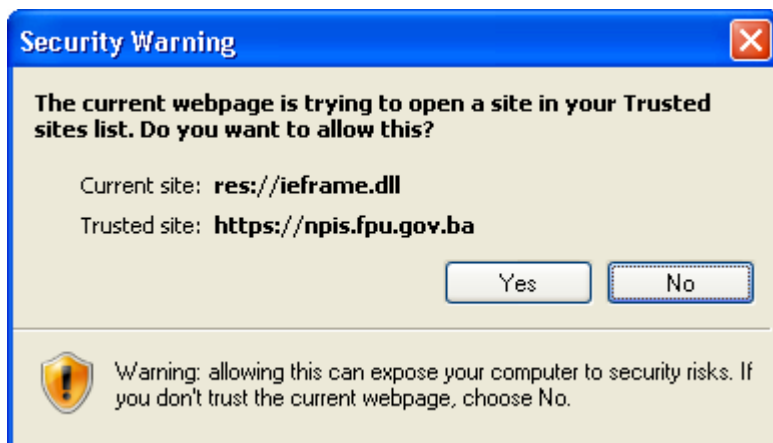 Security Warning
The current webpage is trying to open a site in your Trusted
sites list. Do you want to allow this?
Current site: res://ieframe.dll
Trusted site: https://npis.fpu.gov.ba
Yes No
Warning: allowing this can expose your computer to security risks. If
you don't trust the current webpage, choose No.